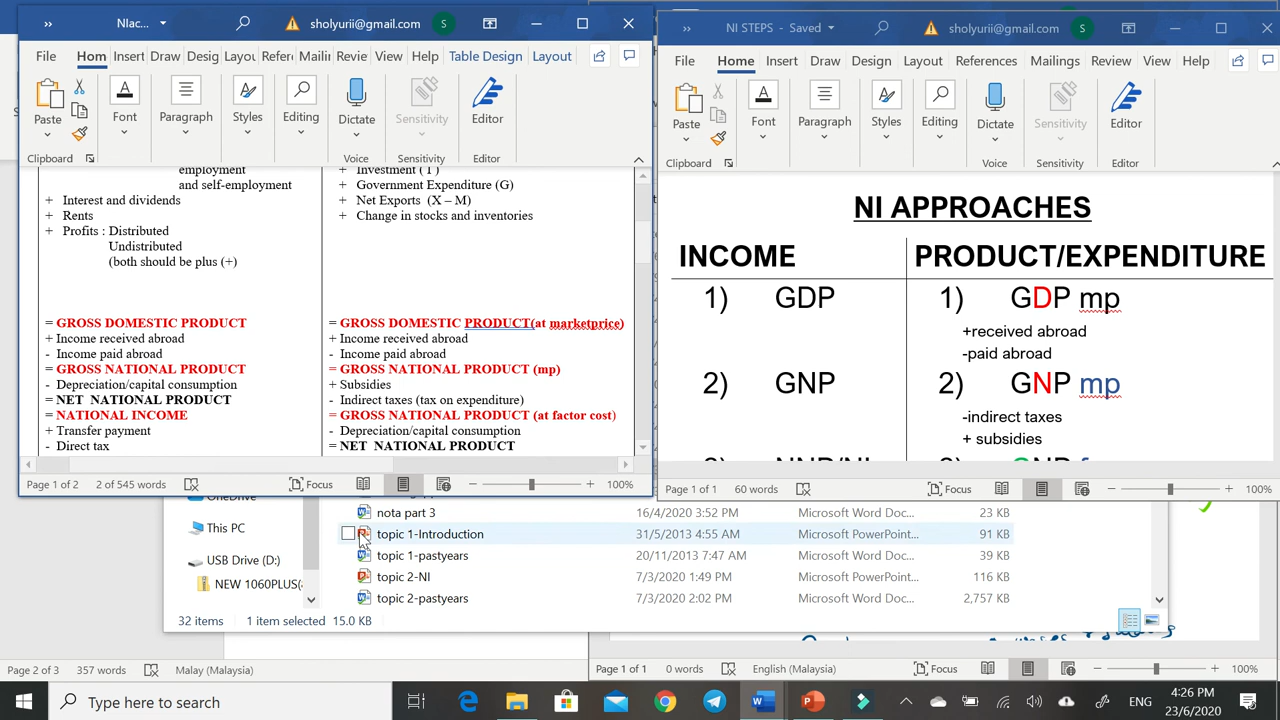 NIac...
sholyurii@gmail.com
S
File
Hom
Insert
Draw
Desig
Layou
Refer
Mailin
Revie
View
Help
Table Design
Layout
Paste
Font
Paragraph
Styles
Editing
Dictate
Sensitivity
Editor
Clipboard
Voice
Sensitivity
Editor
employment
and self-employment
+ Interest and dividends
+ Rents
+ Profits : Distributed
Undistributed
(both should be plus (+)
= GROSS DOMESTIC PRODUCT
+ Income received abroad
- Income paid abroad
= GROSS NATIONAL PRODUCT
- Depreciation/capital consumption
= NET NATIONAL PRODUCT
= NATIONAL INCOME
+ Transfer payment
- Direct tax
+ Investment ( I )
+ Government Expenditure (G)
+ Net Exports (X – M)
+ Change in stocks and inventories
= GROSS DOMESTIC PRODUCT(at marketprice)
+ Income received abroad
- Income paid abroad
= GROSS NATIONAL PRODUCT (mp)
+ Subsidies
- Indirect taxes (tax on expenditure)
= GROSS NATIONAL PRODUCT (at factor cost)
- Depreciation/capital consumption
= NET NATIONAL PRODUCT
Page 1 of 2
2 of 545 words
Focus
100%
NI STEPS - Saved
sholyurii@gmail.com
S
File
Home
Insert
Draw
Design
Layout
References
Mailings
Review
View
Help
Paste
Font
Paragraph
Styles
Editing
Dictate
Sensitivity
Editor
Clipboard
Voice
Sensitivity
Editor
NI APPROACHES
INCOME
PRODUCT/EXPENDITURE
1) GDP
1) GDP mp
+received abroad
-paid abroad
2) GNP
2) GNP mp
-indirect taxes
+ subsidies
Page 1 of 1
60 words
Focus
100%
OneDrive
This PC
USB Drive (D:)
NEW 1060PLUS(
nota part 3 16/4/2020 3:52 PM Microsoft Word Doc... 23 KB
topic 1-Introduction 31/5/2013 4:55 AM Microsoft PowerPoint... 91 KB
topic 1-pastyears 20/11/2013 7:47 AM Microsoft Word Doc... 39 KB
topic 2-NI 7/3/2020 1:49 PM Microsoft PowerPoint... 116 KB
topic 2-pastyears 7/3/2020 2:02 PM Microsoft Word Doc... 2,757 KB
32 items
1 item selected 15.0 KB
Page 2 of 3
357 words
Malay (Malaysia)
Page 1 of 1
0 words
English (Malaysia)
Focus
100%
Type here to search
ENG
4:26 PM
23/6/2020